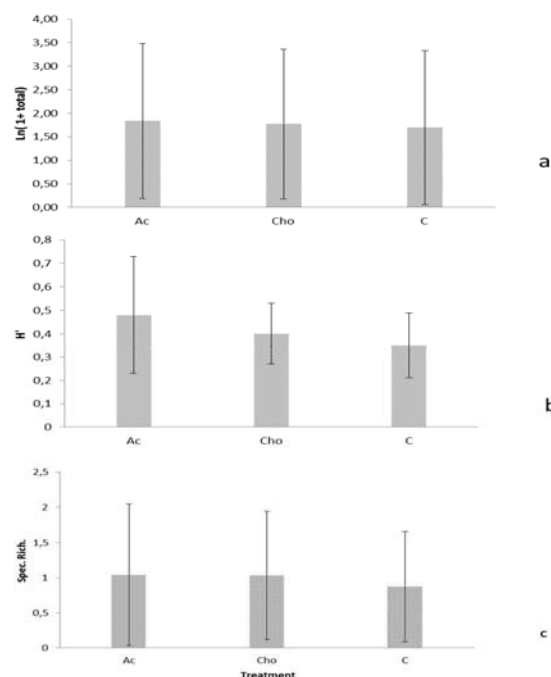 4,00
3,50
3,00
2,50
2,00
1,50
1,00
0,50
0,00
Ln( 1+ total)
Ac Cho C
a
0,8
0,7
0,6
0,5
0,4
0,3
0,2
0,1
0
H'
Ac Cho C
b
2,5
2
1,5
1
0,5
0
Spec. Rich.
Ac Cho C
Treatment
c